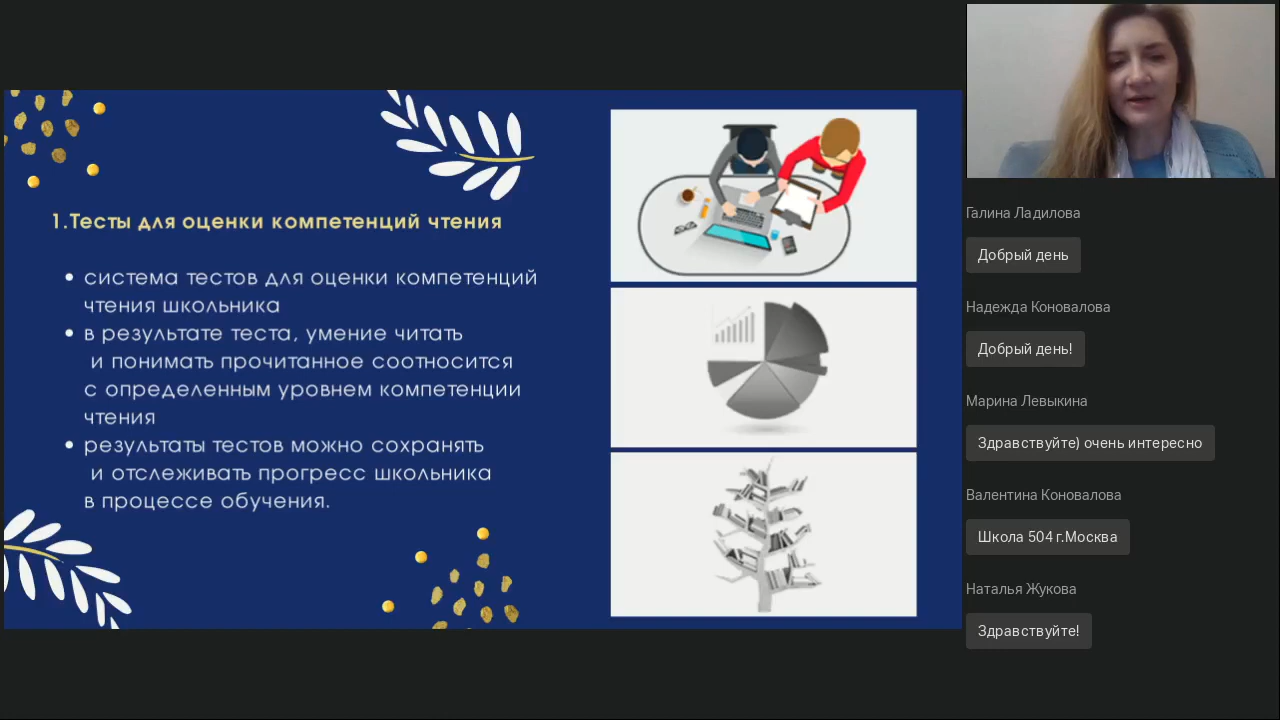 1.Тесты для оценки компетенций чтения
система тестов для оценки компетенций
чтения школьника
в результате теста, умение читать
и понимать прочитанное соотносится
с определенным уровнем компетенции
чтения
результаты тестов можно сохранять
и отслеживать прогресс школьника
в процессе обучения.
Галина Ладилова
Добрый день
Надежда Коновалова
Добрый день!
Марина Левыкина
Здравствуйте) очень интересно
Валентина Коновалова
Школа 504 г.Москва
Наталья Жукова
Здравствуйте!